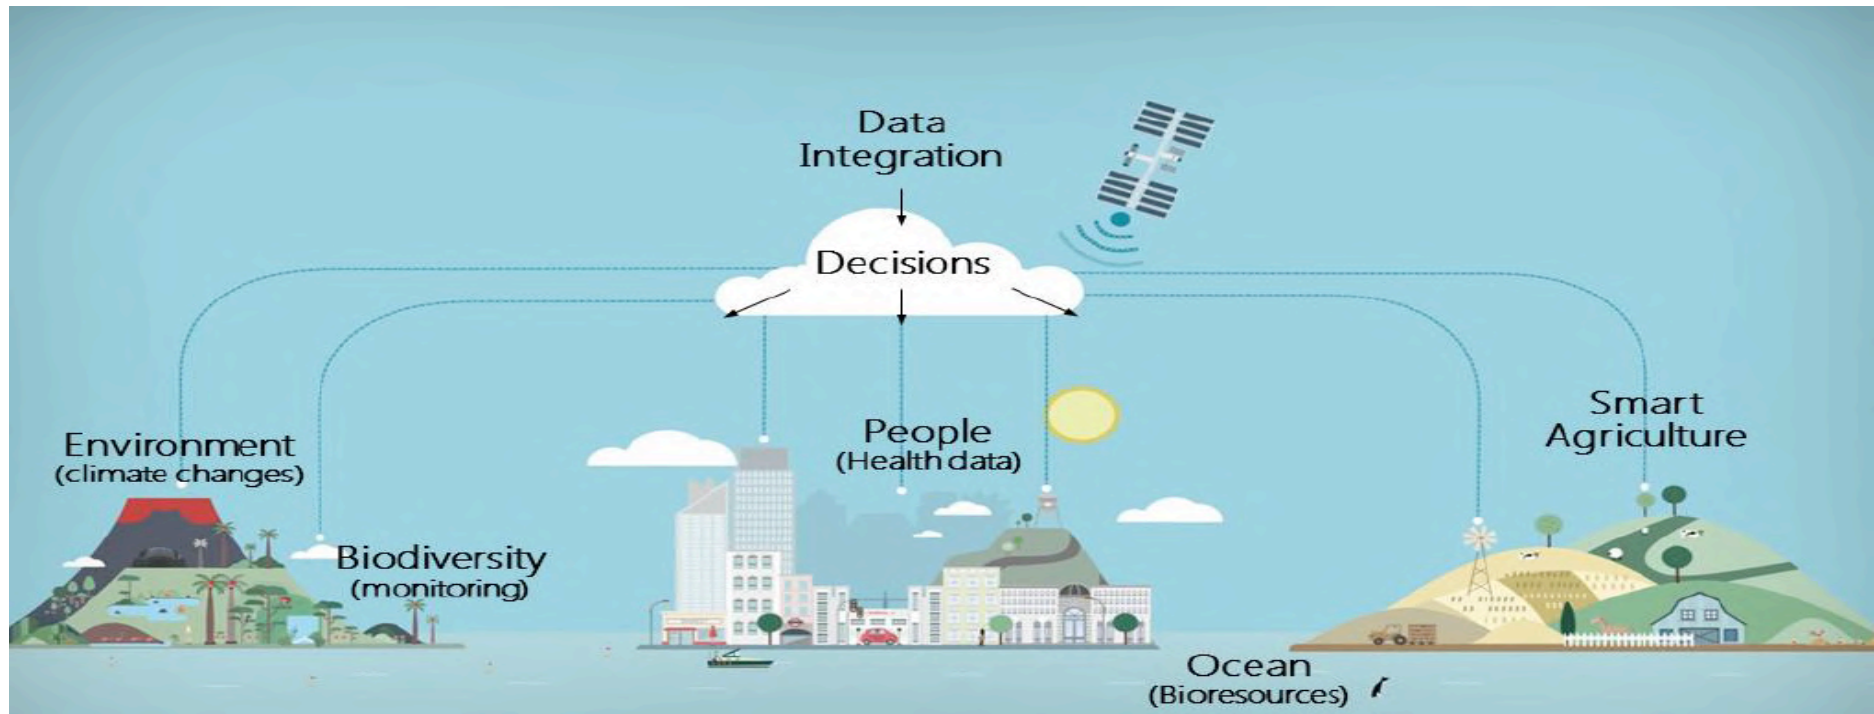 Data
Integration
Decisions
Environment
(climate changes)
Biodiversity
(monitoring)
People
(Health data)
Smart
Agriculture
Ocean
(Bioresources)